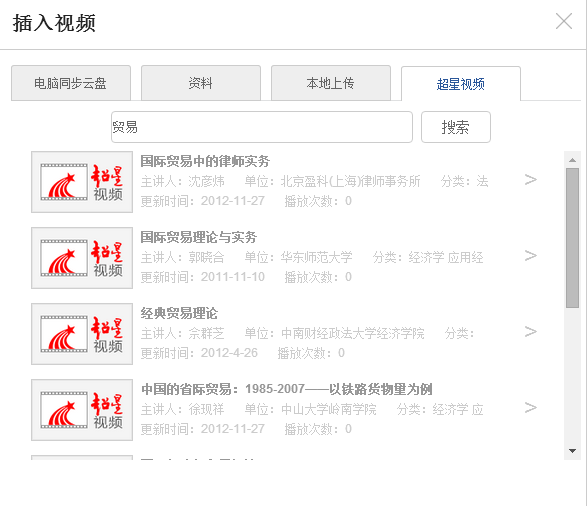 插入视频
电脑同步云盘 资料 本地上传 超星视频
贸易 搜索
国际贸易中的律师实务
主讲人：沈彦炜 单位：北京盈科(上海)律师事务所 分类：法
更新时间：2012-11-27 播放次数：0
国际贸易理论与实务
主讲人：郭晓合 单位：华东师范大学 分类：经济学 应用经
更新时间：2011-11-10 播放次数：0
经典贸易理论
主讲人：佘群芝 单位：中南财经政法大学经济学院 分类：
更新时间：2012-4-26 播放次数：0
中国的省际贸易：1985-2007——以铁路货物量为例
主讲人：徐现祥 单位：中山大学岭南学院 分类：经济学 应
更新时间：2012-11-27 播放次数：0
超星
视频
超星
视频
超星
视频
超星
视频